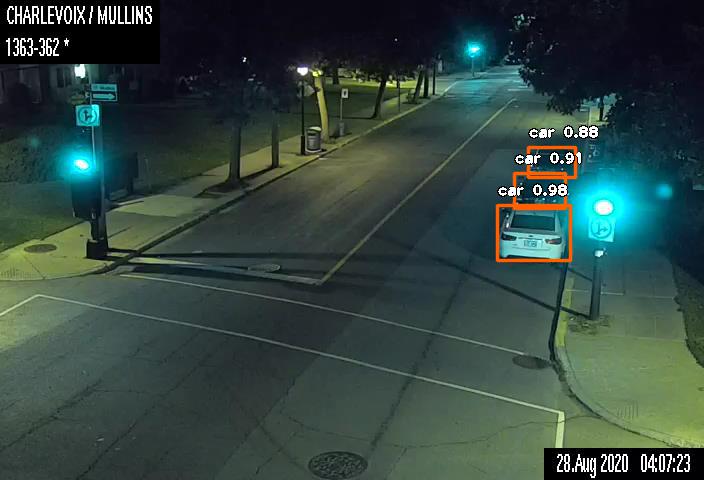 CHARLEVOIX / MULLINS
1363-362 *
car 0.88
car 0.91
car 0.98
28.Aug 2020 04:07:23